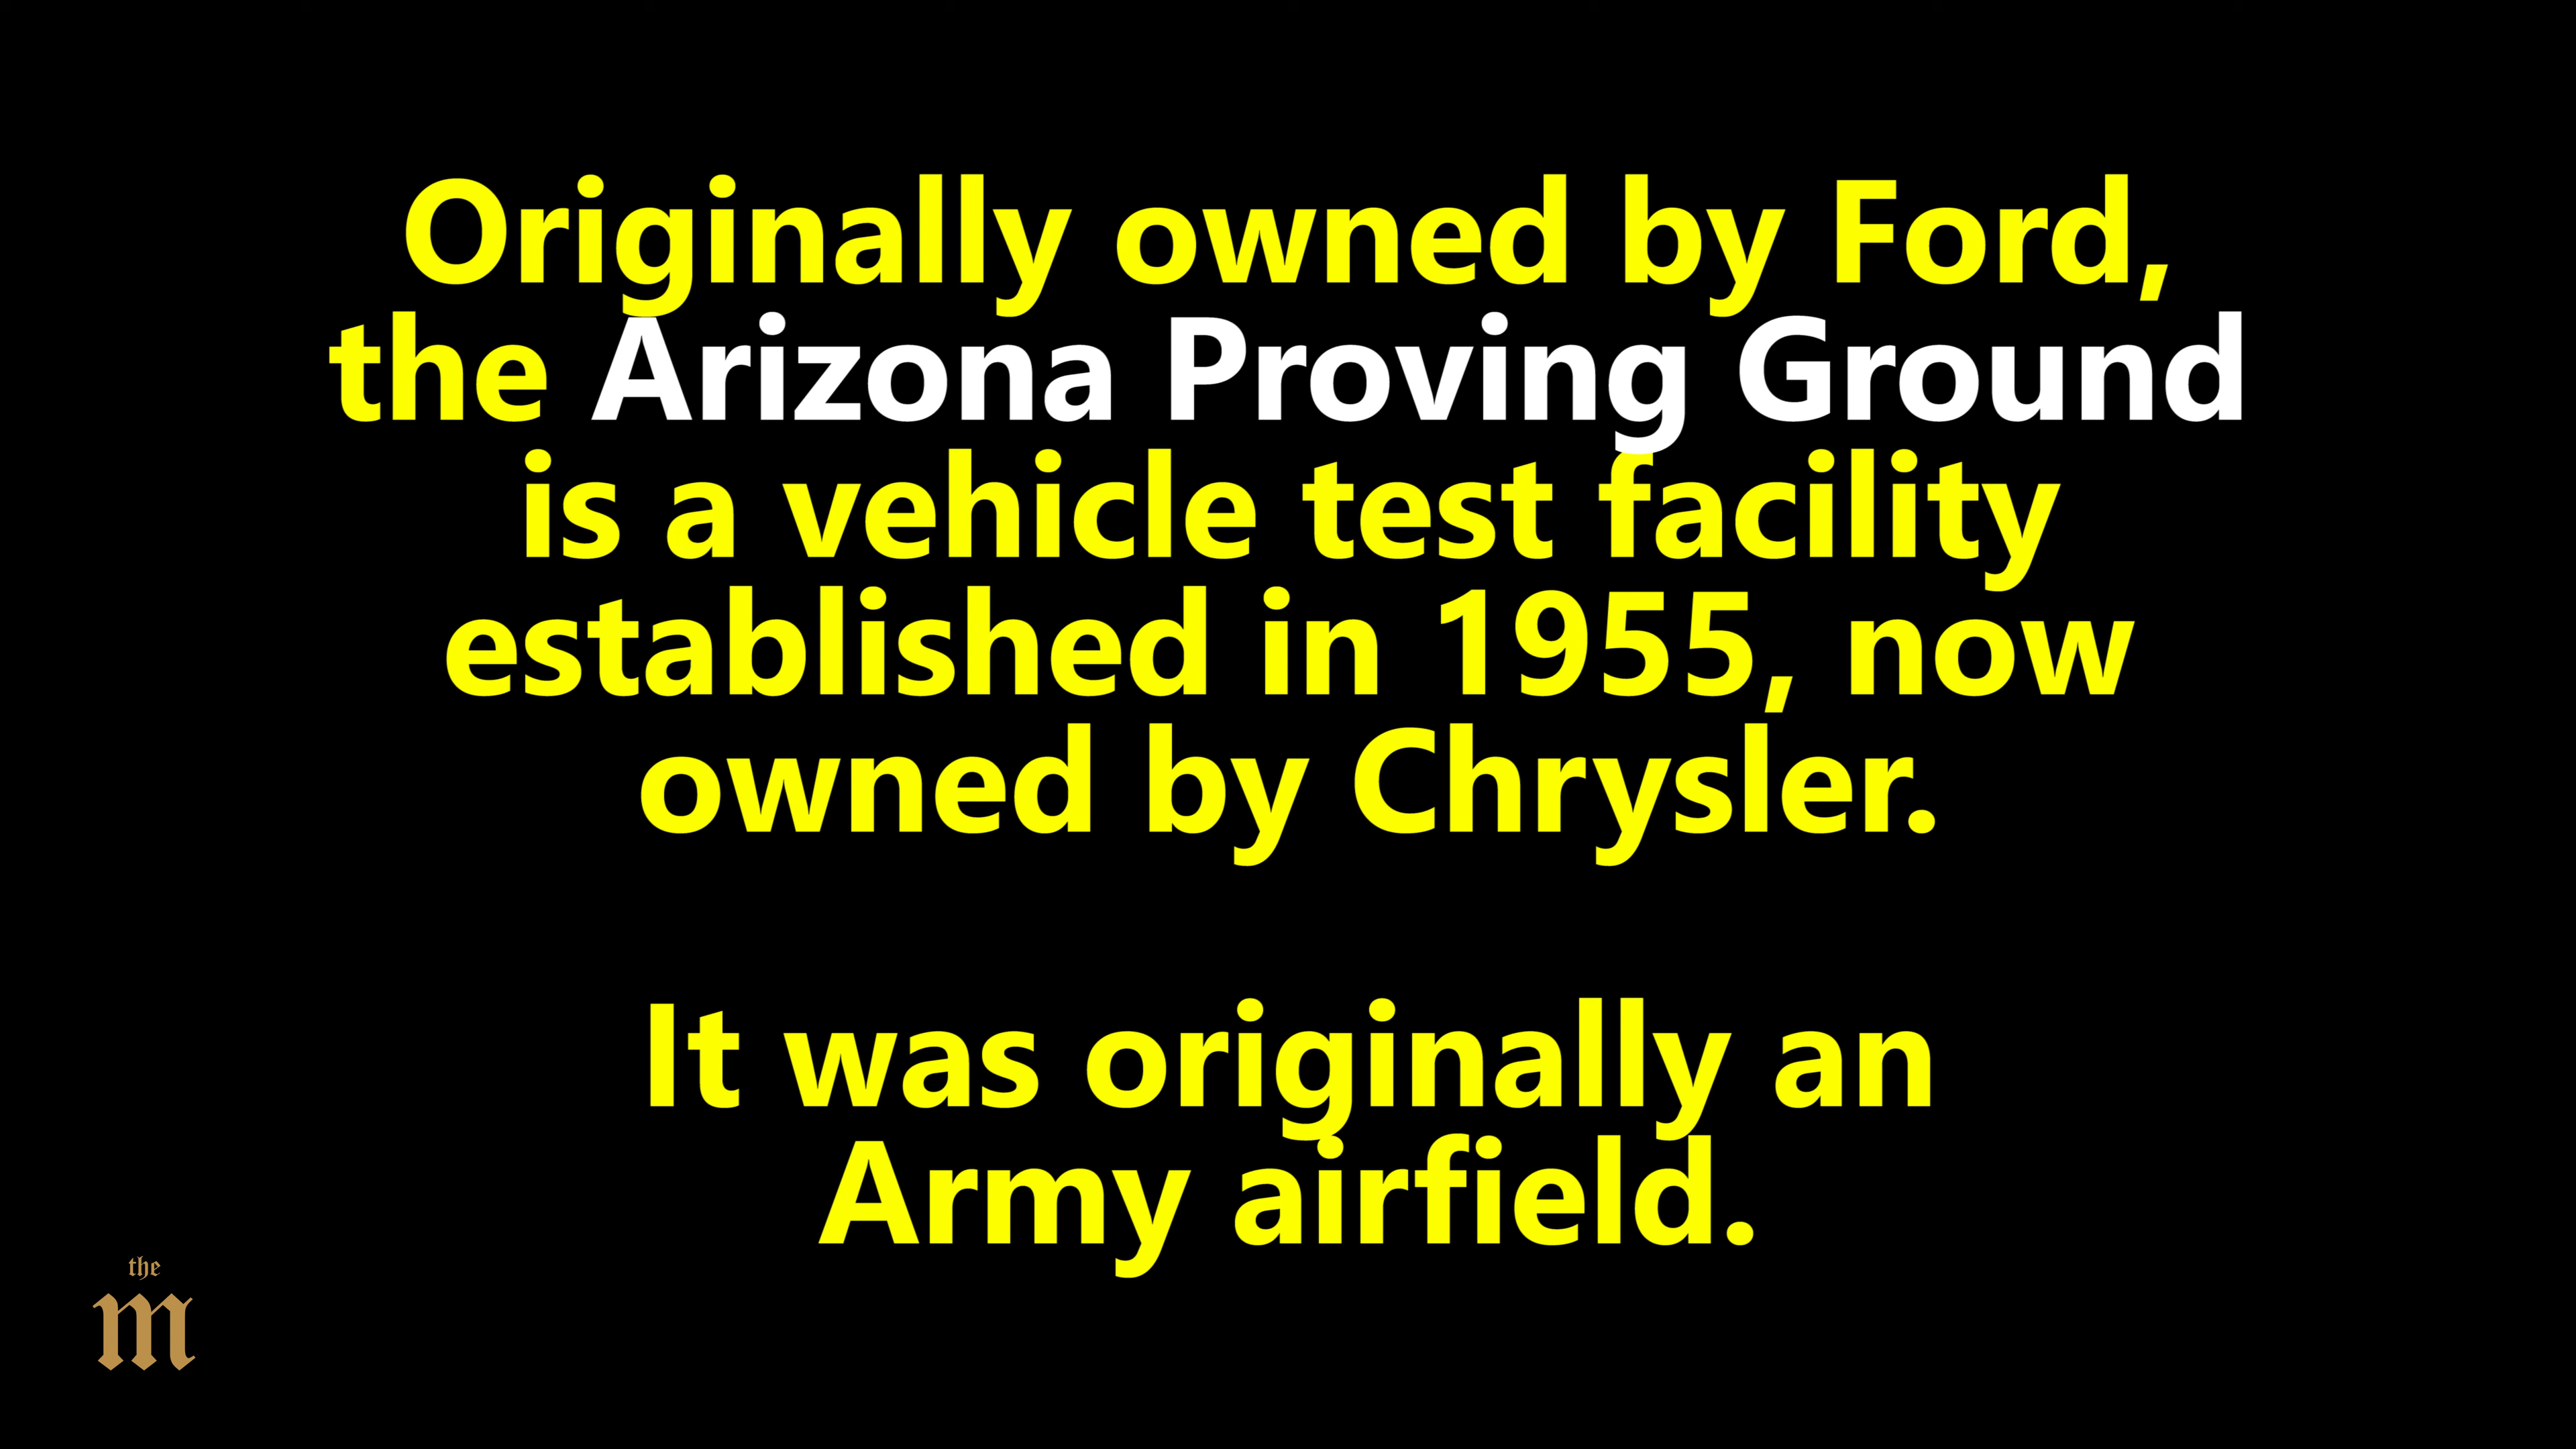 Originally owned by Ford,
the Arizona Proving Ground
is a vehicle test facility
established in 1955, now
owned by Chrysler.
It was originally an
Army airfield.
the
m